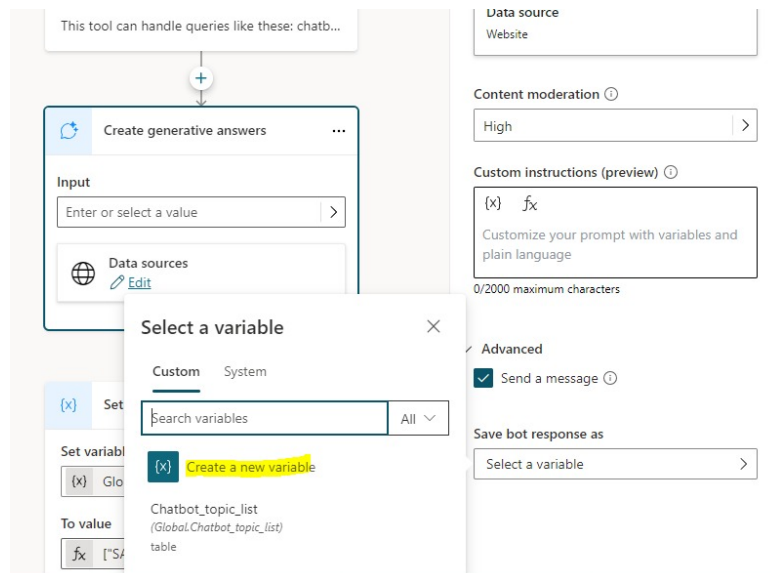 This tool can handle queries like these: chatb...
Create generative answers
...
Input
Enter or select a value
Data sources
Edit
Select a variable
Custom System
Search variables
All
{x} Create a new variable
Chatbot_topic_list
(Global.Chatbot_topic_list)
table
{x} Set
Set variabl
{x} Glo
To value
fx ["SA
Data source
Website
Content moderation
High
Custom instructions (preview)
{x} fx
Customize your prompt with variables and
plain language
0/2000 maximum characters
Advanced
Send a message
Save bot response as
Select a variable